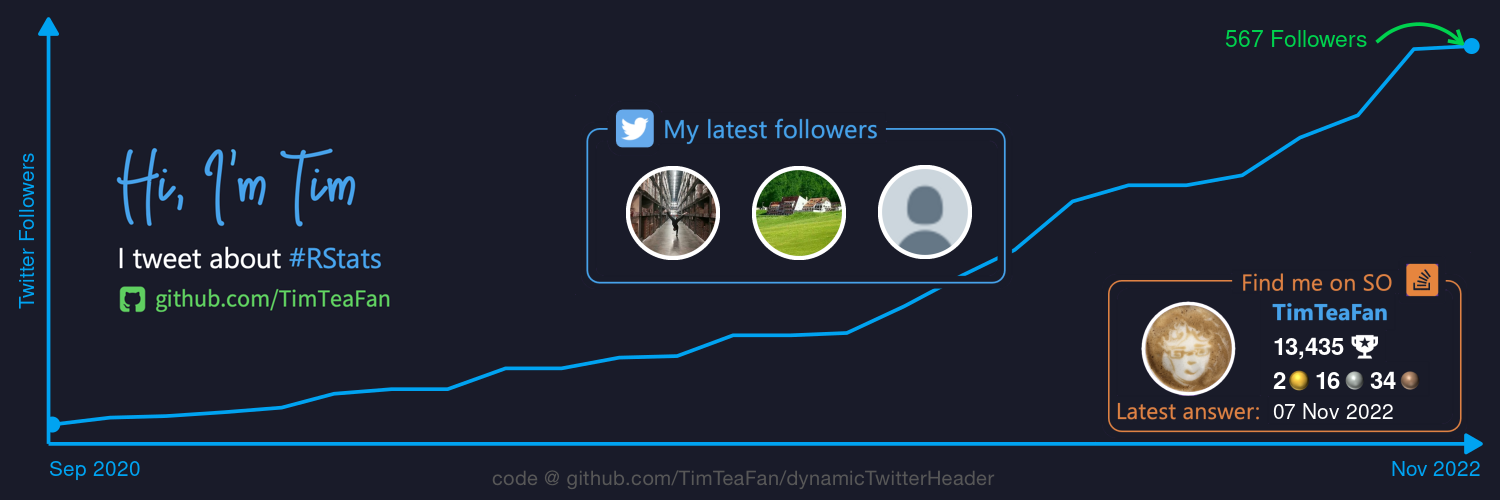 567 Followers
Twitter Followers
Hi, I'm Tim
I tweet about #RStats
github.com/TimTeaFan
My latest followers
Find me on SO
TimTeaFan
13,435
2 16 34
Latest answer: 07 Nov 2022
Sep 2020
Nov 2022
code @ github.com/TimTeaFan/dynamicTwitterHeader